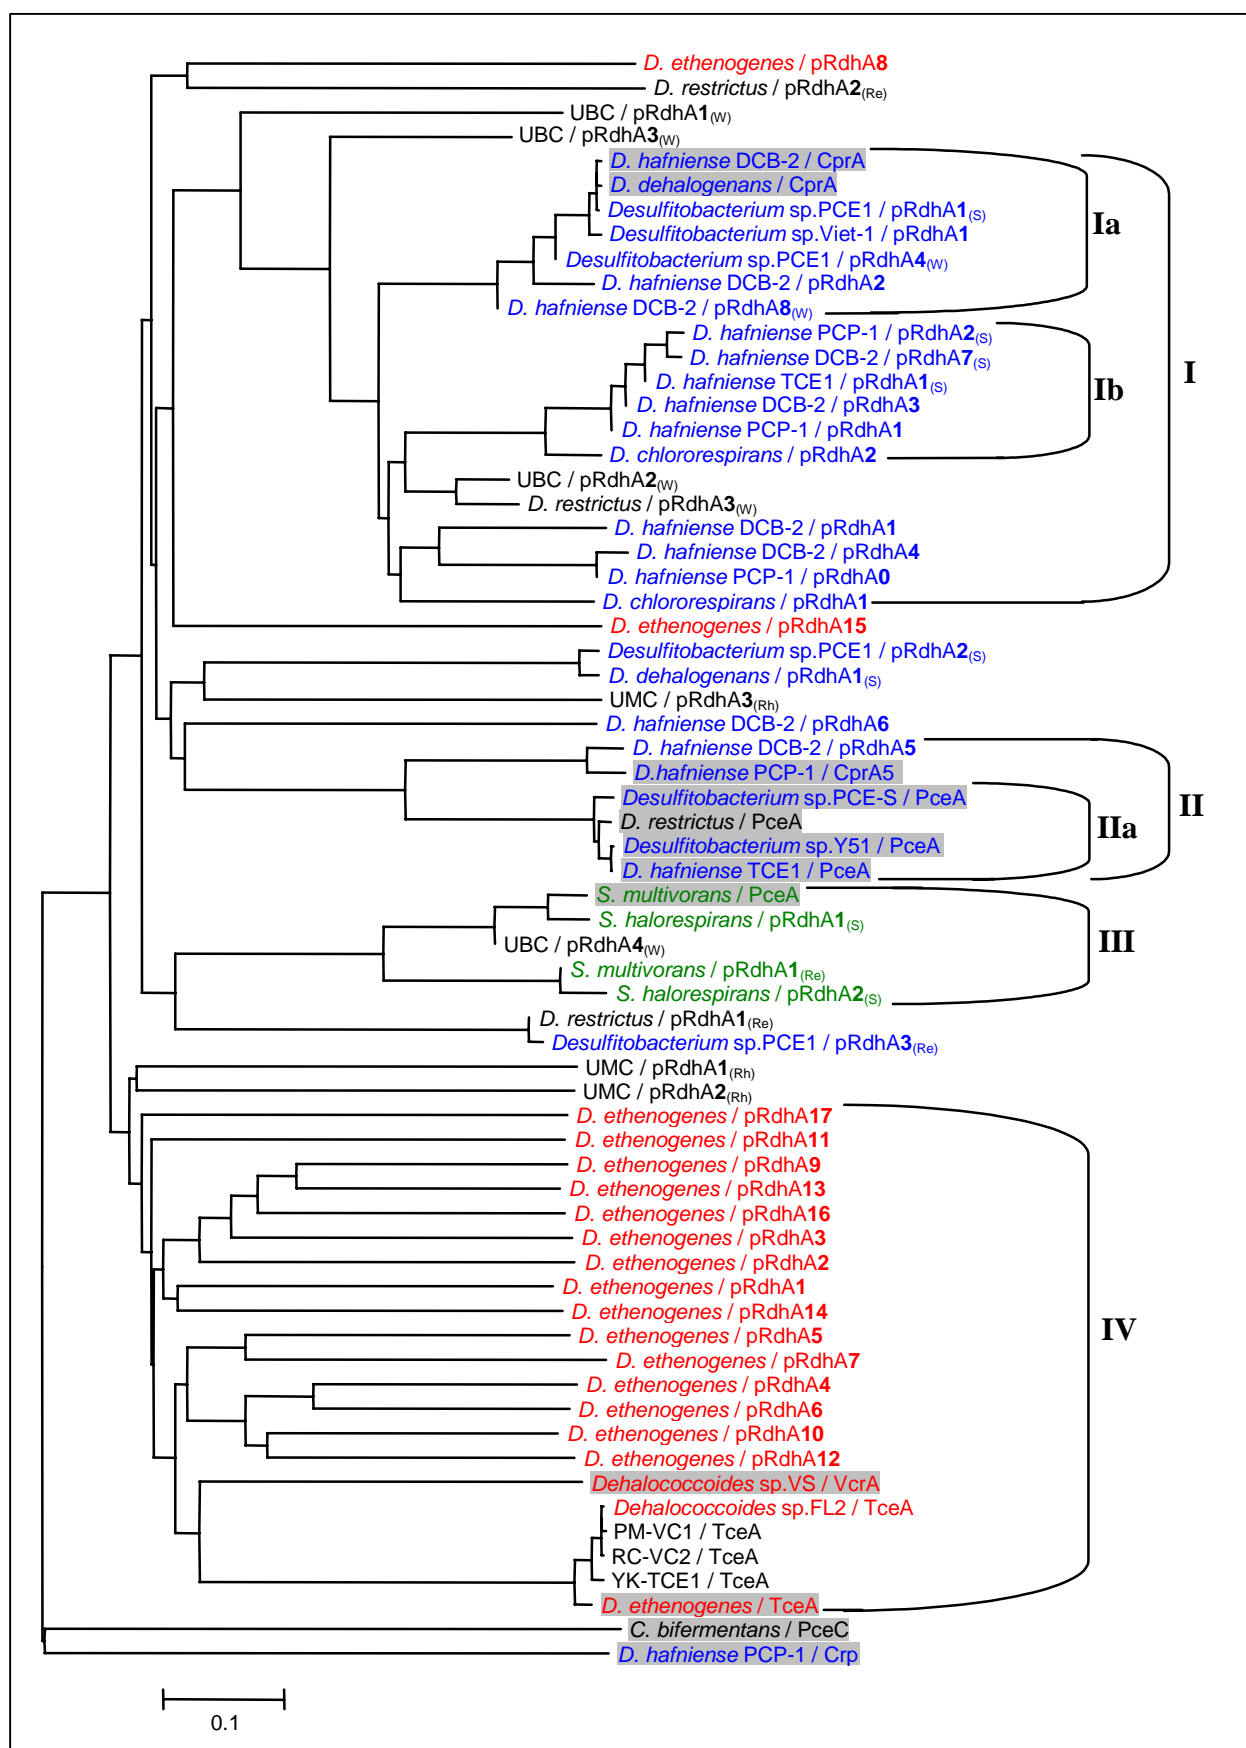 D. ethenogenes / pRdhA8
D. restrictus / pRdhA2(Re)
UBC / pRdhA1(W)
UBC / pRdhA3(W)
D. hafniense DCB-2 / CprA
D. dehalogenans / CprA
Desulfitobacterium sp.PCE1 / pRdhA1(S)
Ia
Desulfitobacterium sp.Viet-1 / pRdhA1
Desulfitobacterium sp.PCE1 / pRdhA4(W)
D. hafniense DCB-2 / pRdhA2
D. hafniense DCB-2 / pRdhA8(W)
D. hafniense PCP-1 / pRdhA2(S)
D. hafniense DCB-2 / pRdhA7(S)
I
D. hafniense TCE1 / pRdhA1(S)
Ib
D. hafniense DCB-2 / pRdhA3
D. hafniense PCP-1 / pRdhA1
D. chlororespirans / pRdhA2
UBC / pRdhA2(W)
D. restrictus / pRdhA3(W)
D. hafniense DCB-2 / pRdhA1
D. hafniense DCB-2 / pRdhA4
D. hafniense PCP-1 / pRdhA0
D. chlororespirans / pRdhA1
D. ethenogenes / pRdhA15
Desulfitobacterium sp.PCE1 / pRdhA2(S)
D. dehalogenans / pRdhA1(S)
UMC / pRdhA3(Rh)
D. hafniense DCB-2 / pRdhA6
D. hafniense DCB-2 / pRdhA5
D.hafniense PCP-1 / CprA5
Desulfitobacterium sp.PCE-S / PceA
II
D. restrictus / PceA
IIa
Desulfitobacterium sp.Y51 / PceA
D. hafniense TCE1 / PceA
S. multivorans / PceA
S. halorespirans / pRdhA1(S)
III
UBC / pRdhA4(W)
S. multivorans / pRdhA1(Re)
S. halorespirans / pRdhA2(S)
D. restrictus / pRdhA1(Re)
Desulfitobacterium sp.PCE1 / pRdhA3(Re)
UMC / pRdhA1(Rh)
UMC / pRdhA2(Rh)
D. ethenogenes / pRdhA17
D. ethenogenes / pRdhA11
D. ethenogenes / pRdhA9
D. ethenogenes / pRdhA13
D. ethenogenes / pRdhA16
D. ethenogenes / pRdhA3
D. ethenogenes / pRdhA2
D. ethenogenes / pRdhA1
D. ethenogenes / pRdhA14
IV
D. ethenogenes / pRdhA5
D. ethenogenes / pRdhA7
D. ethenogenes / pRdhA4
D. ethenogenes / pRdhA6
D. ethenogenes / pRdhA10
D. ethenogenes / pRdhA12
Dehalococcoides sp.VS / VcrA
Dehalococcoides sp.FL2 / TceA
PM-VC1 / TceA
RC-VC2 / TceA
YK-TCE1 / TceA
D. ethenogenes / TceA
C. bifermentans / PceC
D. hafniense PCP-1 / Crp
0.1